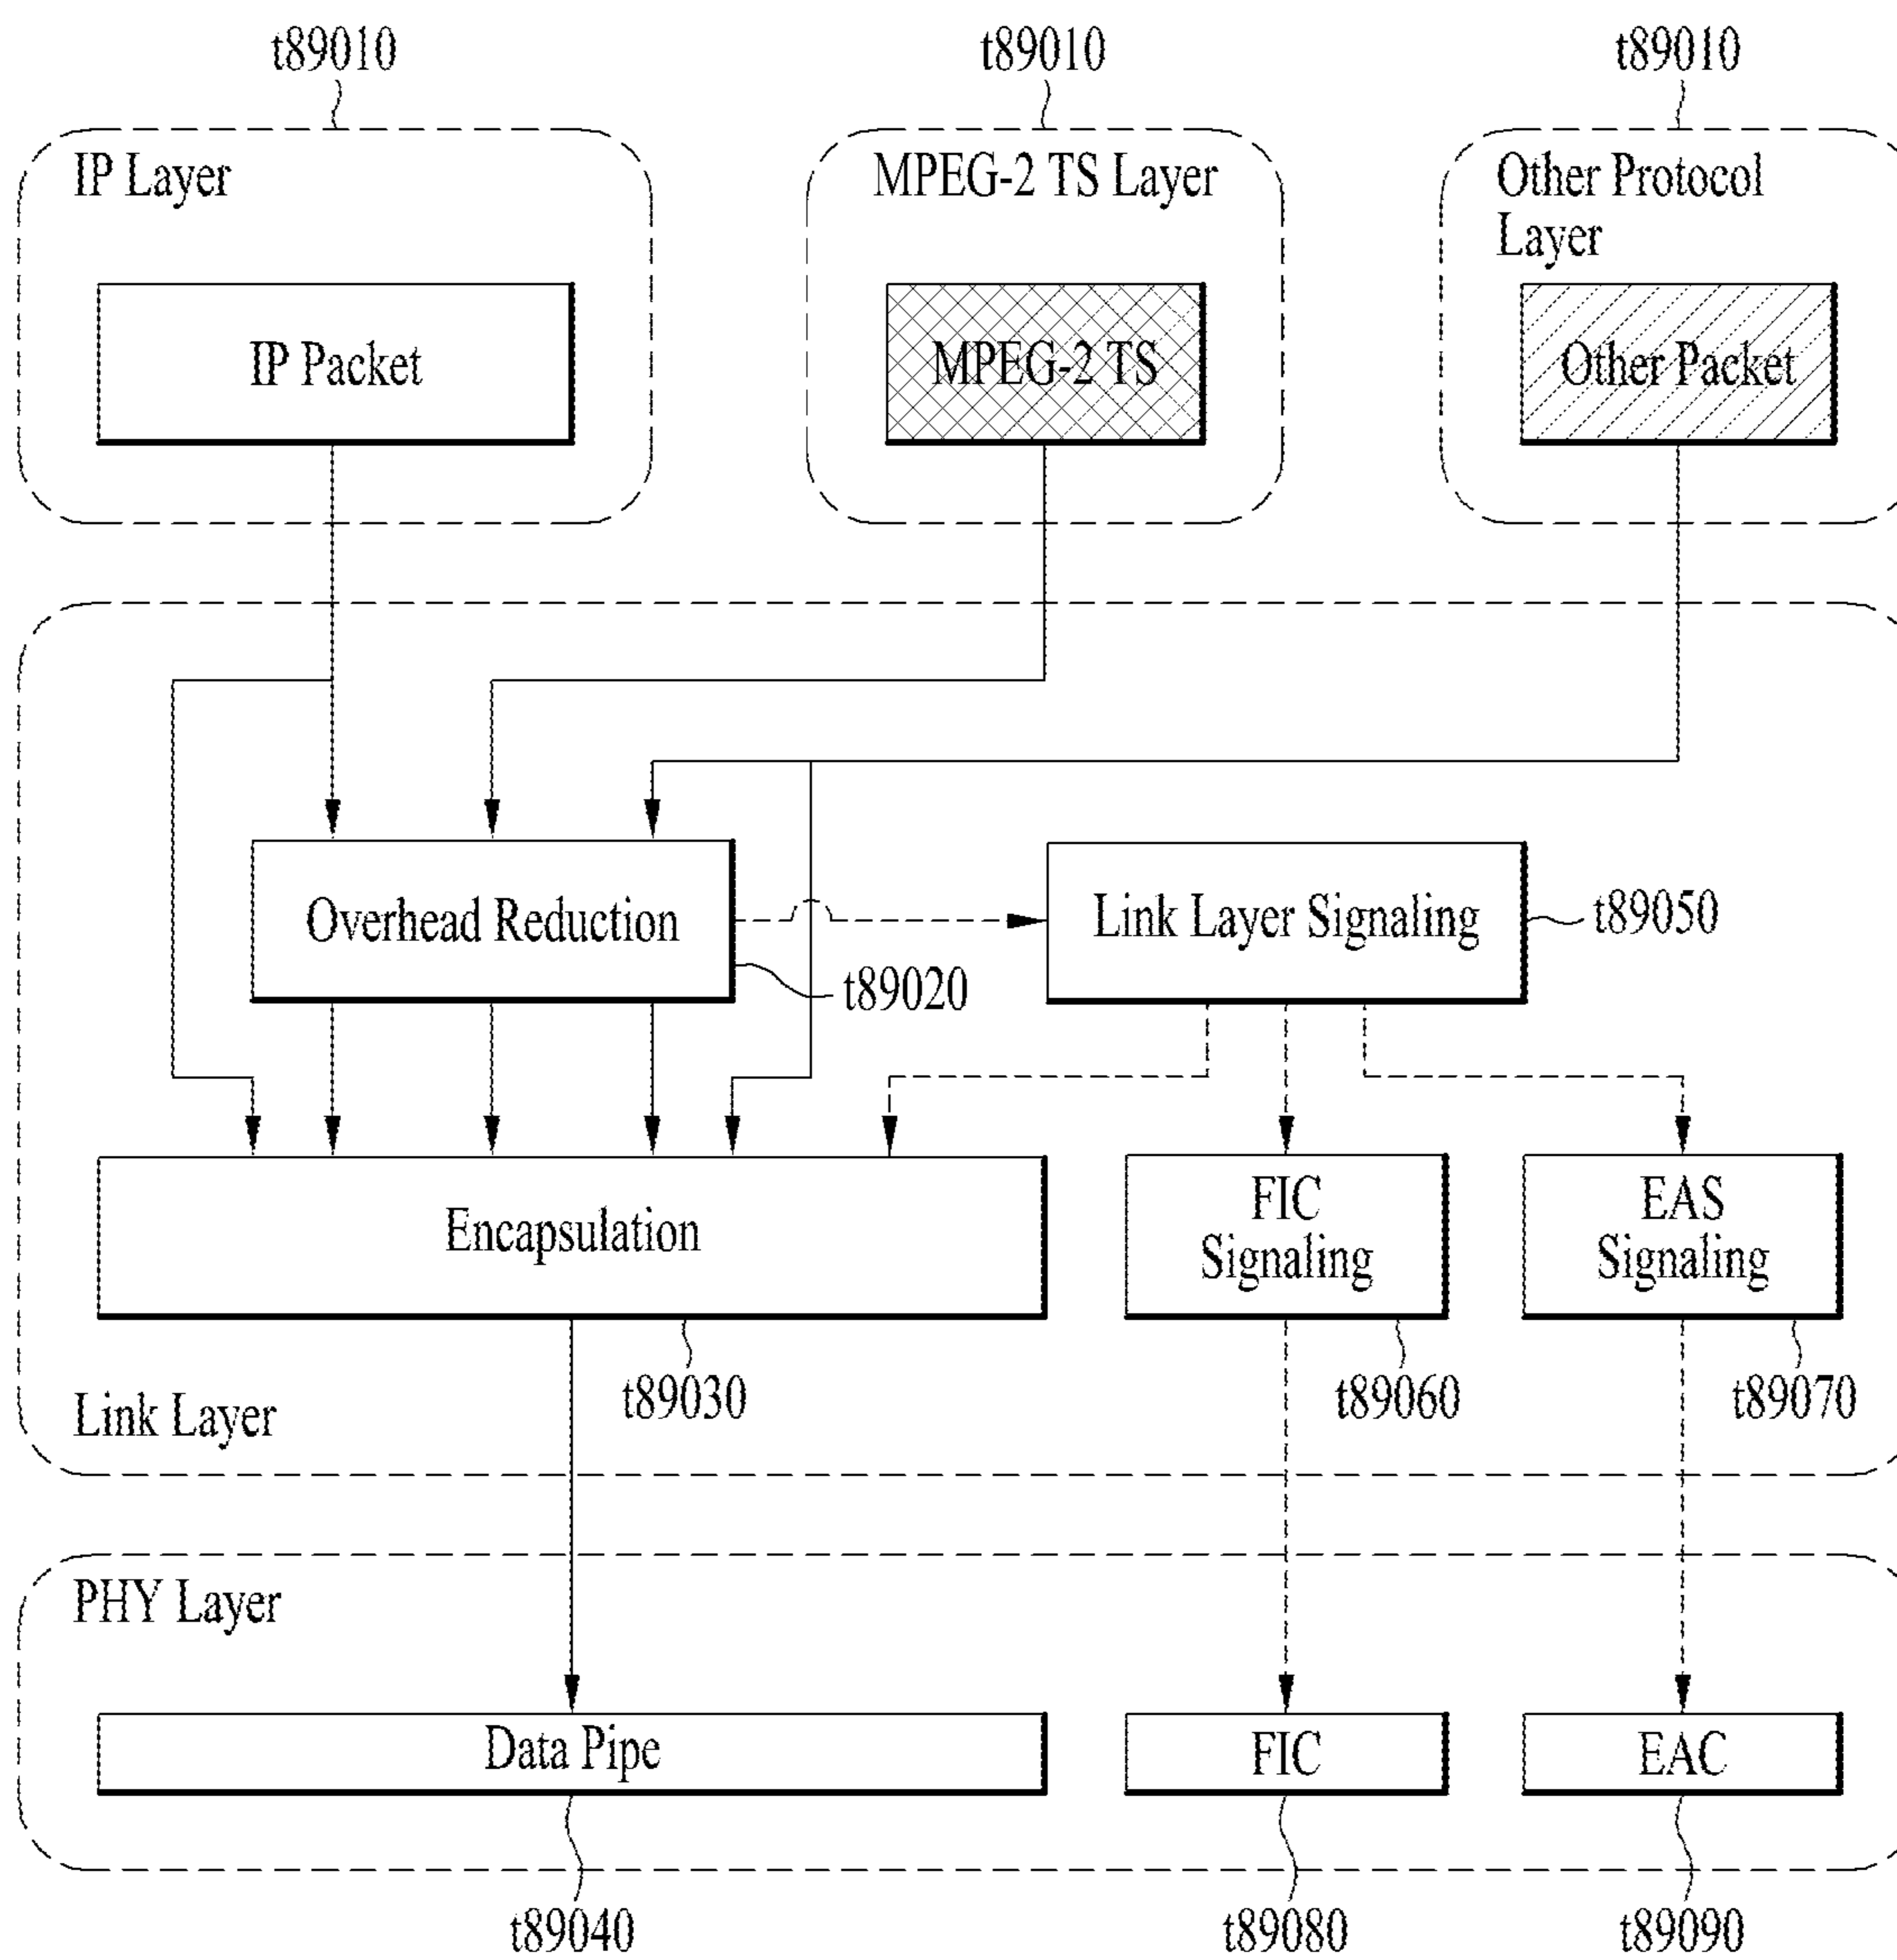 t89010
t89010
t89010
IP Layer
MPEG-2 TS Layer
Other Protocol
Layer
IP Packet
MPEG-2 TS
Other Packet
Overhead Reduction
Link Layer Signaling
t89050
t89020
Encapsulation
FIC
Signaling
EAS
Signaling
t89030
t89060
t89070
Link Layer
PHY Layer
Data Pipe
FIC
EAC
t89040
t89080
t89090